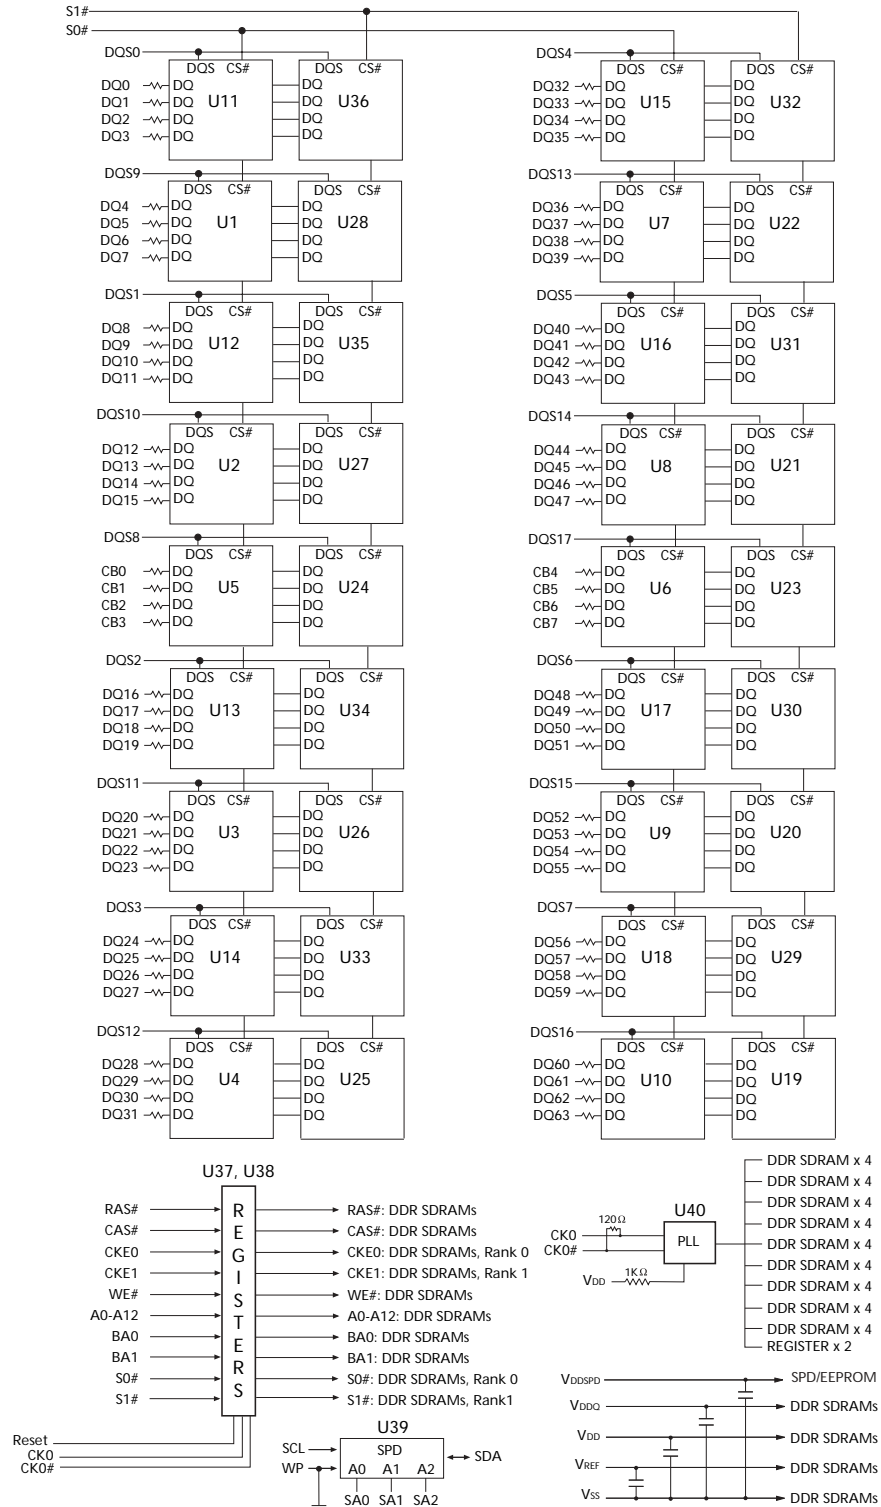 S1#
S0#
DQS0
DQS CS# DQS CS#
DQ0 DQ DQ
DQ1 DQ U11 DQ U36
DQ2 DQ DQ
DQ3 DQ DQ
DQS9
DQS CS# DQS CS#
DQ4 DQ DQ
DQ5 DQ U1 DQ U28
DQ6 DQ DQ
DQ7 DQ DQ
DQS1
DQS CS# DQS CS#
DQ8 DQ DQ
DQ9 DQ U12 DQ U35
DQ10 DQ DQ
DQ11 DQ DQ
DQS10
DQS CS# DQS CS#
DQ12 DQ DQ
DQ13 DQ U2 DQ U27
DQ14 DQ DQ
DQ15 DQ DQ
DQS8
DQS CS# DQS CS#
CB0 DQ DQ
CB1 DQ U5 DQ U24
CB2 DQ DQ
CB3 DQ DQ
DQS2
DQS CS# DQS CS#
DQ16 DQ DQ
DQ17 DQ U13 DQ U34
DQ18 DQ DQ
DQ19 DQ DQ
DQS11
DQS CS# DQS CS#
DQ20 DQ DQ
DQ21 DQ U3 DQ U26
DQ22 DQ DQ
DQ23 DQ DQ
DQS3
DQS CS# DQS CS#
DQ24 DQ DQ
DQ25 DQ U14 DQ U33
DQ26 DQ DQ
DQ27 DQ DQ
DQS12
DQS CS# DQS CS#
DQ28 DQ DQ
DQ29 DQ U4 DQ U25
DQ30 DQ DQ
DQ31 DQ DQ
DQS4
DQS CS# DQS CS#
DQ32 DQ DQ
DQ33 DQ U15 DQ U32
DQ34 DQ DQ
DQ35 DQ DQ
DQS13
DQS CS# DQS CS#
DQ36 DQ DQ
DQ37 DQ U7 DQ U22
DQ38 DQ DQ
DQ39 DQ DQ
DQS5
DQS CS# DQS CS#
DQ40 DQ DQ
DQ41 DQ U16 DQ U31
DQ42 DQ DQ
DQ43 DQ DQ
DQS14
DQS CS# DQS CS#
DQ44 DQ DQ
DQ45 DQ U8 DQ U21
DQ46 DQ DQ
DQ47 DQ DQ
DQS17
DQS CS# DQS CS#
CB4 DQ DQ
CB5 DQ U6 DQ U23
CB6 DQ DQ
CB7 DQ DQ
DQS6
DQS CS# DQS CS#
DQ48 DQ DQ
DQ49 DQ U17 DQ U30
DQ50 DQ DQ
DQ51 DQ DQ
DQS15
DQS CS# DQS CS#
DQ52 DQ DQ
DQ53 DQ U9 DQ U20
DQ54 DQ DQ
DQ55 DQ DQ
DQS7
DQS CS# DQS CS#
DQ56 DQ DQ
DQ57 DQ U18 DQ U29
DQ58 DQ DQ
DQ59 DQ DQ
DQS16
DQS CS# DQS CS#
DQ60 DQ DQ
DQ61 DQ U10 DQ U19
DQ62 DQ DQ
DQ63 DQ DQ
U37, U38
REGISTERS
RAS# RAS#: DDR SDRAMs
CAS# CAS#: DDR SDRAMs
CKE0 CKE0: DDR SDRAMs, Rank 0
CKE1 CKE1: DDR SDRAMs, Rank 1
WE# WE#: DDR SDRAMs
A0-A12 A0-A12: DDR SDRAMs
BA0 BA0: DDR SDRAMs
BA1 BA1: DDR SDRAMs
S0# S0#: DDR SDRAMs, Rank 0
S1# S1#: DDR SDRAMs, Rank1
Reset
CK0
CK0#
U39
SCL SPD SDA
WP A0 A1 A2
SA0 SA1 SA2
U40
120Ω
CK0
CK0#
PLL
VDD 1KΩ
DDR SDRAM x 4
DDR SDRAM x 4
DDR SDRAM x 4
DDR SDRAM x 4
DDR SDRAM x 4
DDR SDRAM x 4
DDR SDRAM x 4
DDR SDRAM x 4
DDR SDRAM x 4
REGISTER x 2
VDDSPD SPD/EEPROM
VDDQ DDR SDRAMs
VDD DDR SDRAMs
VREF DDR SDRAMs
VSS DDR SDRAMs